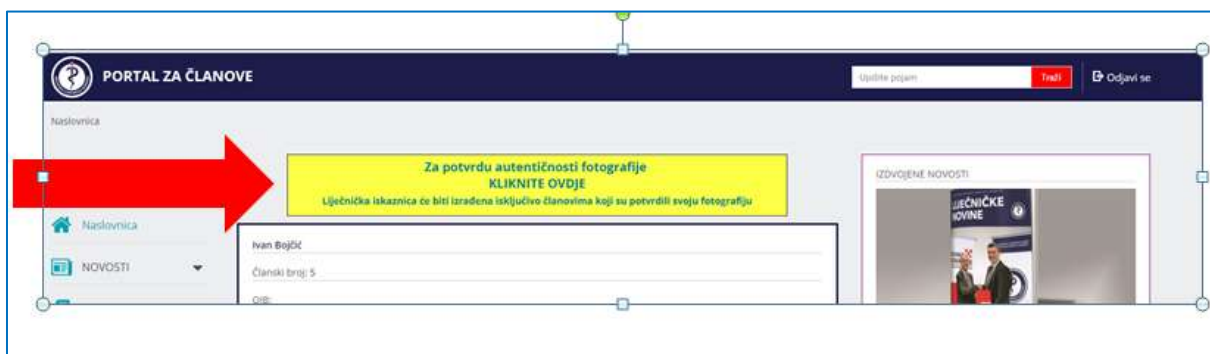 PORTAL ZA ČLANOVE
Upišite pojam
Traži
Odjavi se
Naslovnica
Za potvrdu autentičnosti fotografije
KLIKNITE OVDJE
Liječnička iskaznica će biti izrađena isključivo članovima koji su potvrdili svoju fotografiju
IZDVOJENE NOVOSTI
LIJEČNIČKE
NOVINE
Naslovnica
NOVOSTI
Ivan Bojčić
Članski broj: 5
OIB: